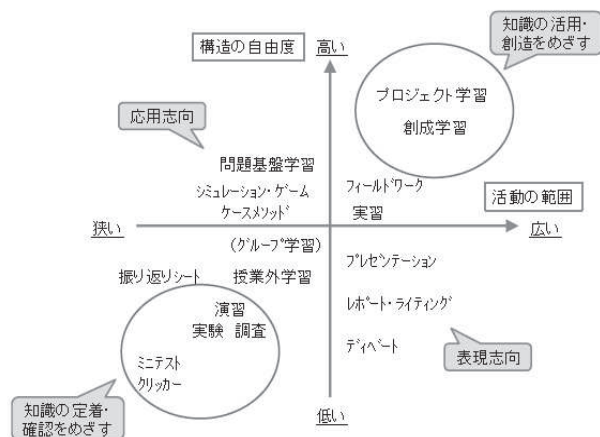 構造の自由度
高い
知識の活用・
創造をめざす
プロジェクト学習
創成学習
応用志向
問題基盤学習
シミュレーション・ゲーム
ケースメソッド
フィールドワーク
実習
活動の範囲
狭い
広い
(グループ学習)
プレゼンテーション
振り返りシート
授業外学習
レポート・ライティング
演習
実験 調査
ディベート
表現志向
ミニテスト
クリッカー
知識の定着・
確認をめざす
低い